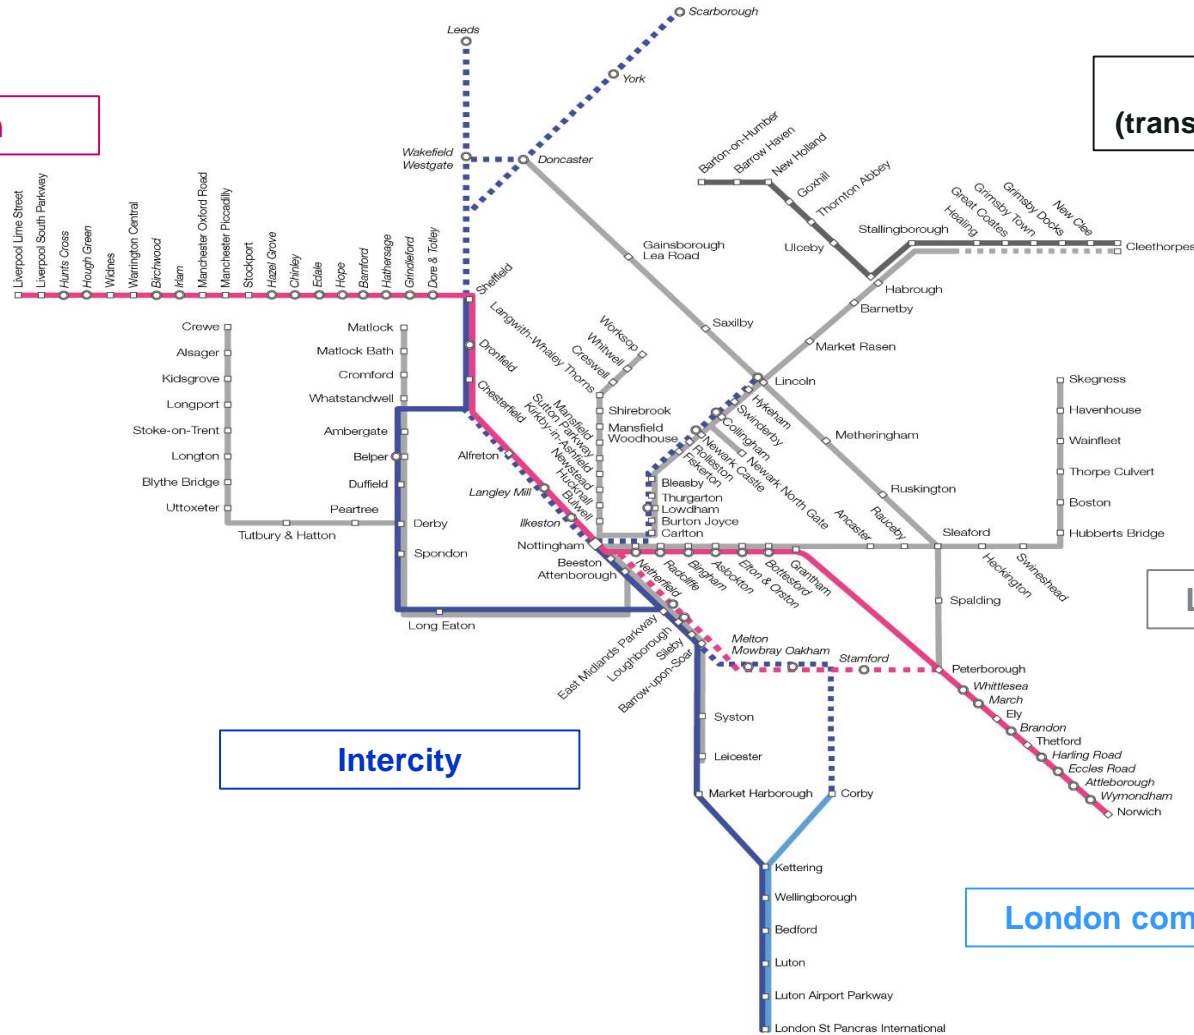 Scarborough
Leeds
York
(trans
Wakefield
Westgate
Doncaster
Barton-on-Humber
Barrow Haven
New Holland
Goxhill
Thornton Abbey
Ulceby
Stallingborough
Healing
Great Coates
Grimsby Town
Grimsby Docks
New Clee
Cleethorpes
Habrough
Barnetby
Market Rasen
Gainsborough
Lea Road
Saxilby
Lincoln
Liverpool Lime Street
Liverpool South Parkway
Hunts Cross
Hough Green
Widnes
Warrington Central
Birchwood
Irlam
Manchester Oxford Road
Manchester Piccadilly
Stockport
Hazel Grove
Chinley
Edale
Hope
Bamford
Hathersage
Grindleford
Dore & Totley
Sheffield
Dronfield
Chesterfield
Alfreton
Langley Mill
Ilkeston
Nottingham
Beeston
Attenborough
Crewe
Alsager
Kidsgrove
Longport
Stoke-on-Trent
Longton
Blythe Bridge
Uttoxeter
Tutbury & Hatton
Peartree
Matlock
Matlock Bath
Cromford
Whatstandwell
Ambergate
Belper
Duffield
Derby
Spondon
Long Eaton
Worksop
Whitwell
Creswell
Langwith-Whaley Thorns
Shirebrook
Mansfield
Woodhouse
Mansfield
Sutton Parkway
Kirkby-in-Ashfield
Newstead
Hucknall
Bulwell
Hykeham
Swinderby
Collingham
Newark North Gate
Newark Castle
Rolleston
Fiskerton
Bleasby
Thurgarton
Lowdham
Burton Joyce
Carlton
Metheringham
Ruskington
Sleaford
Rauceby
Ancaster
Grantham
Bottesford
Elton & Orston
Aslockton
Bingham
Radcliffe
Netherfield
Skegness
Havenhouse
Wainfleet
Thorpe Culvert
Boston
Hubberts Bridge
Swineshead
Heckington
Spalding
L
Peterborough
Whittlesea
March
Ely
Brandon
Thetford
Harling Road
Eccles Road
Attleborough
Wymondham
Norwich
Stamford
Melton
Mowbray
Oakham
East Midlands Parkway
Loughborough
Sileby
Barrow-upon-Soar
Syston
Leicester
Market Harborough
Corby
Intercity
Kettering
Wellingborough
Bedford
Luton
Luton Airport Parkway
London St Pancras International
London com